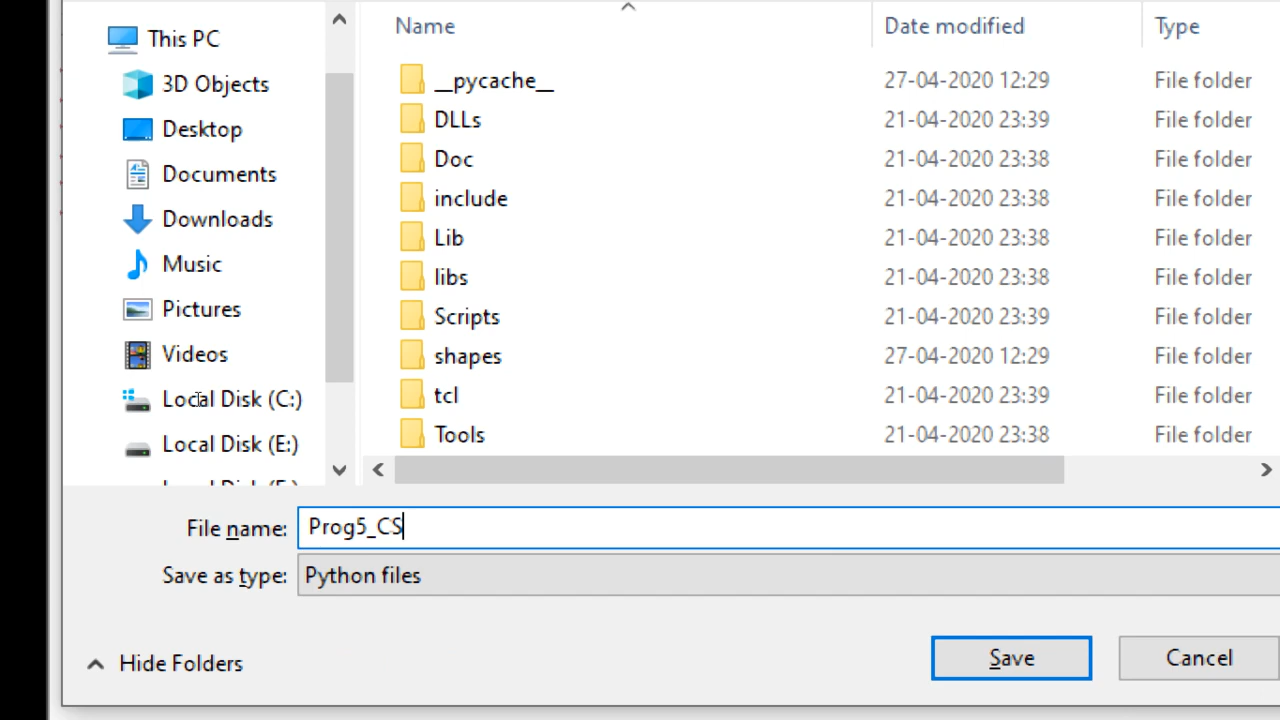 This PC
3D Objects
Desktop
Documents
Downloads
Music
Pictures
Videos
Local Disk (C:)
Local Disk (E:)
Name Date modified Type
__pycache__ 27-04-2020 12:29 File folder
DLLs 21-04-2020 23:39 File folder
Doc 21-04-2020 23:38 File folder
include 21-04-2020 23:38 File folder
Lib 21-04-2020 23:38 File folder
libs 21-04-2020 23:38 File folder
Scripts 21-04-2020 23:39 File folder
shapes 27-04-2020 12:29 File folder
tcl 21-04-2020 23:39 File folder
Tools 21-04-2020 23:38 File folder
File name: Prog5_CS
Save as type: Python files
Hide Folders
Save Cancel